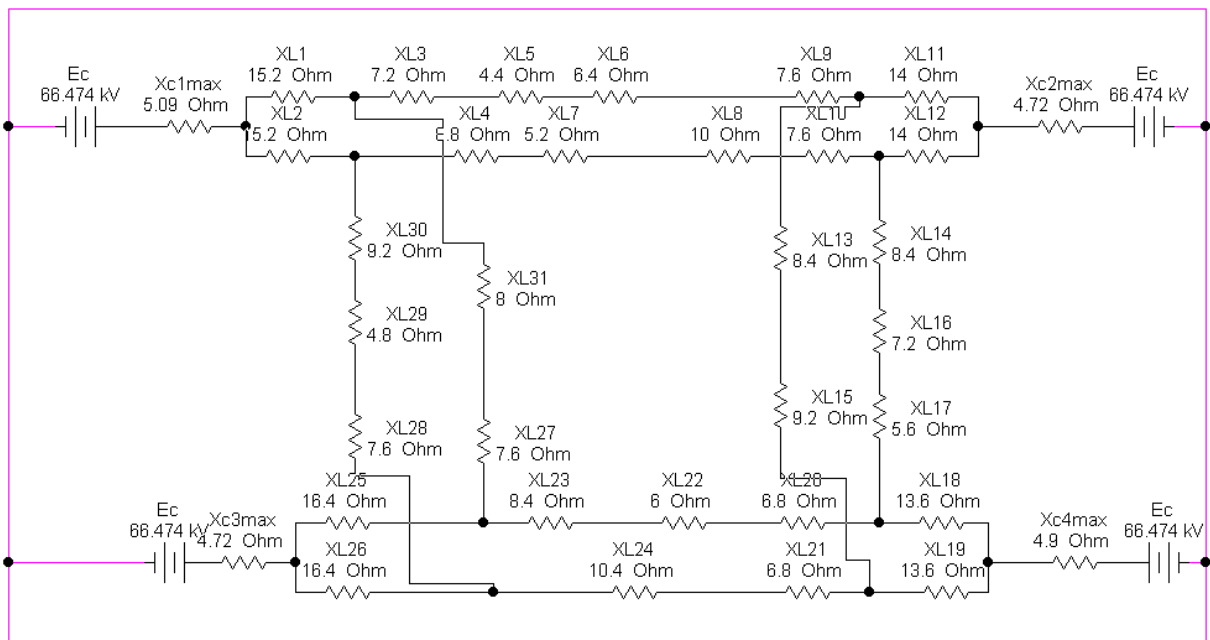 XL1
15.2 Ohm
XL3
7.2 Ohm
XL5
4.4 Ohm
XL6
6.4 Ohm
XL9
7.6 Ohm
XL11
14 Ohm
Ec
66.474 kV
Xc1max
5.09 Ohm
Xc2max
4.72 Ohm
Ec
66.474 kV
XL2
15.2 Ohm
XL4
8 Ohm
XL7
5.2 Ohm
XL8
10 Ohm
XL10
7.6 Ohm
XL12
14 Ohm
XL30
9.2 Ohm
XL31
8 Ohm
XL13
8.4 Ohm
XL14
8.4 Ohm
XL29
4.8 Ohm
XL16
7.2 Ohm
XL28
7.6 Ohm
XL27
7.6 Ohm
XL15
9.2 Ohm
XL17
5.6 Ohm
XL25
16.4 Ohm
XL23
8.4 Ohm
XL22
6 Ohm
6.8 Ohm
XL18
13.6 Ohm
Ec
66.474 kV
Xc3max
4.72 Ohm
XL26
16.4 Ohm
XL24
10.4 Ohm
XL21
6.8 Ohm
XL19
13.6 Ohm
Xc4max
4.9 Ohm
Ec
66.474 kV